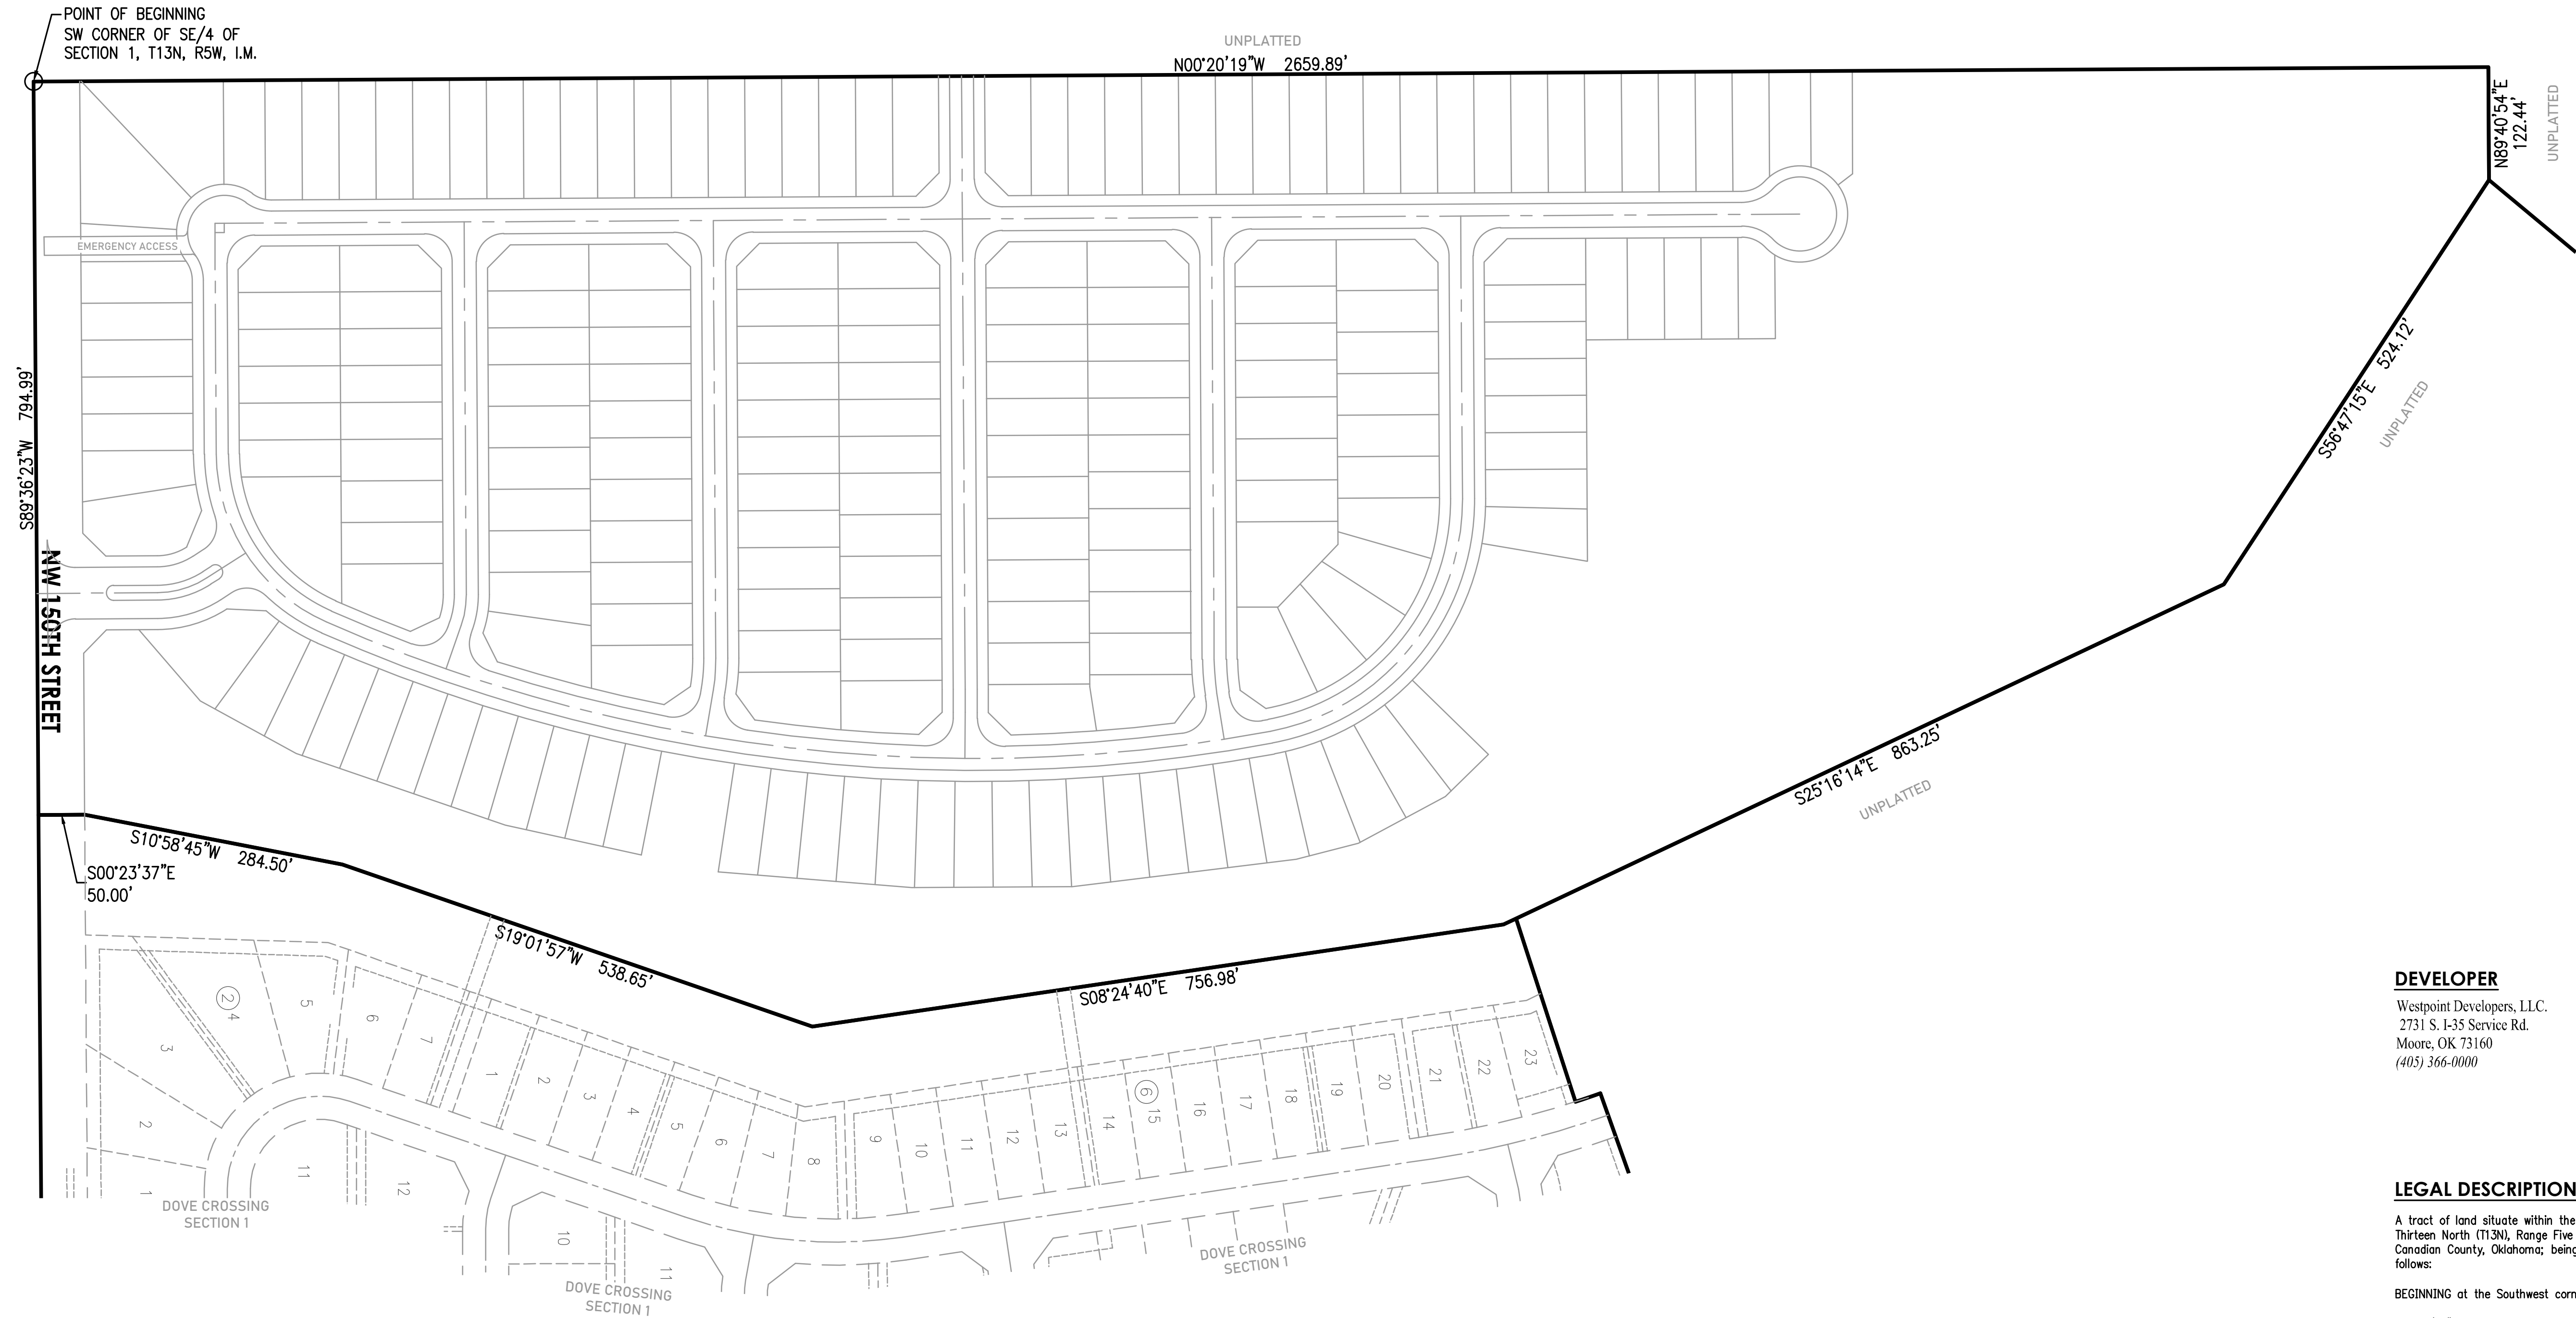 POINT OF BEGINNING
SW CORNER OF SE/4 OF
SECTION 1, T13N, R5W, I.M.
UNPLATTED
N00°20'19"W 2659.89'
N89°40'54"E
122.44'
UNPLATTED
EMERGENCY ACCESS
S89°36'23"W 794.99'
NW 150TH STREET
S56°47'15"E 524.12'
UNPLATTED
S25°16'14"E 863.25'
UNPLATTED
S10°58'45"W 284.50'
S00°23'37"E
50.00'
S19°01'57"W 538.65'
S08°24'40"E 756.98'
2
4
5
6
7
3
2
1
11
12
1
2
3
4
5
6
7
8
9
10
11
12
13
14
6
15
16
17
18
19
20
21
22
23
10
11
DOVE CROSSING
SECTION 1
DOVE CROSSING
SECTION 1
DOVE CROSSING
SECTION 1
DEVELOPER
Westpoint Developers, LLC.
2731 S. I-35 Service Rd.
Moore, OK 73160
(405) 366-0000
LEGAL DESCRIPTION
A tract of land situate within the
Thirteen North (T13N), Range Five
Canadian County, Oklahoma; being
follows:
BEGINNING at the Southwest corn